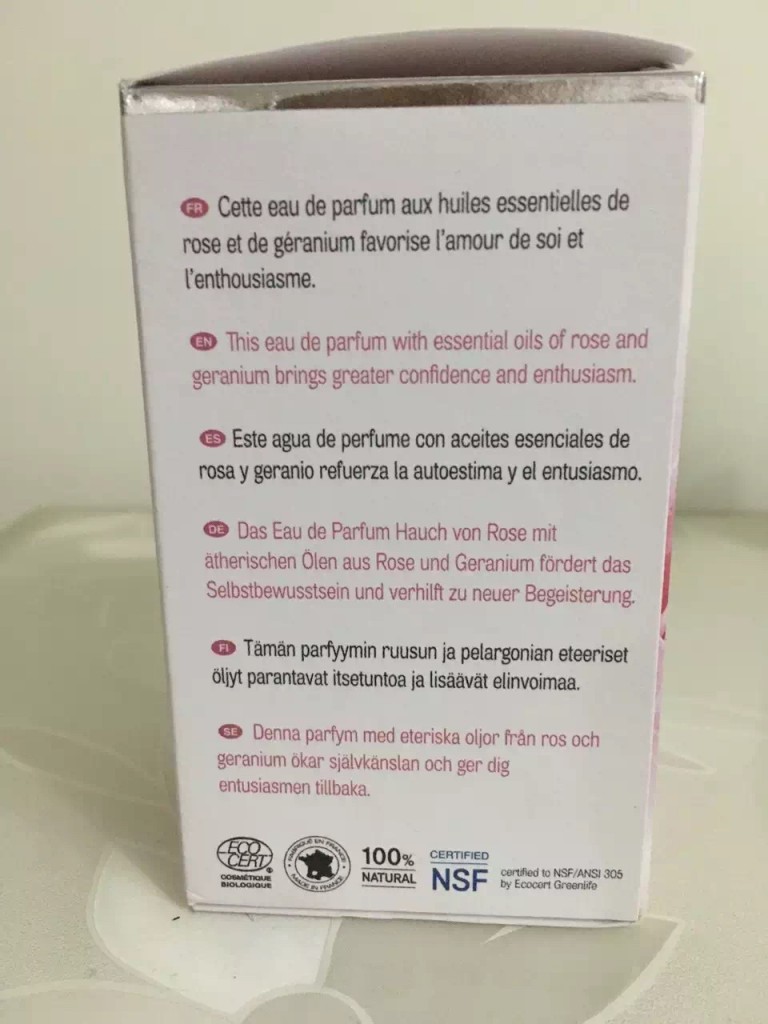 FR Cette eau de parfum aux huiles essentielles de
rose et de géranium favorise l'amour de soi et
l'enthousiasme.
EN This eau de parfum with essential oils of rose and
geranium brings greater confidence and enthusiasm.
ES Este agua de perfume con aceites esenciales de
rosa y geranio refuerza la autoestima y el entusiasmo.
DE Das Eau de Parfum Hauch von Rose mit
ätherischen Ölen aus Rose und Geranium fördert das
Selbstbewusstsein und verhilft zu neuer Begeisterung.
FI Tämän parfyymin ruusun ja pelargonian eteeriset
öljyt parantavat itsetuntoa ja lisäävät elinvoimaa.
SE Denna parfym med eteriska oljor från ros och
geranium ökar självkänslan och ger dig
entusiasmen tillbaka.
ECO
CERT®
COSMÉTIQUE
BIOLOGIQUE
FABRIQUÉ EN FRANCE
MADE IN FRANCE
100%
NATURAL
CERTIFIED
NSF
certified to NSF/ANSI 305
by Ecocert Greenlife